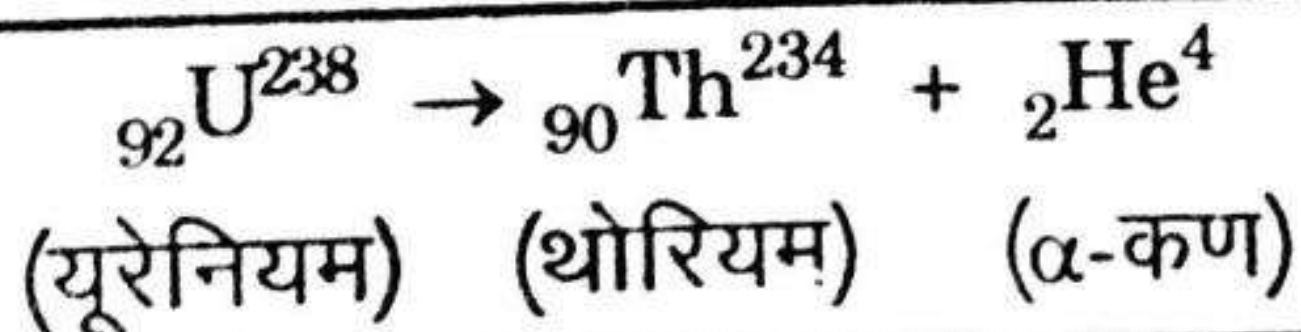 ₉₂U²³⁸ → ₉₀Th²³⁴ + ₂He⁴
(यूरेनियम) (थोरियम) (α-कण)